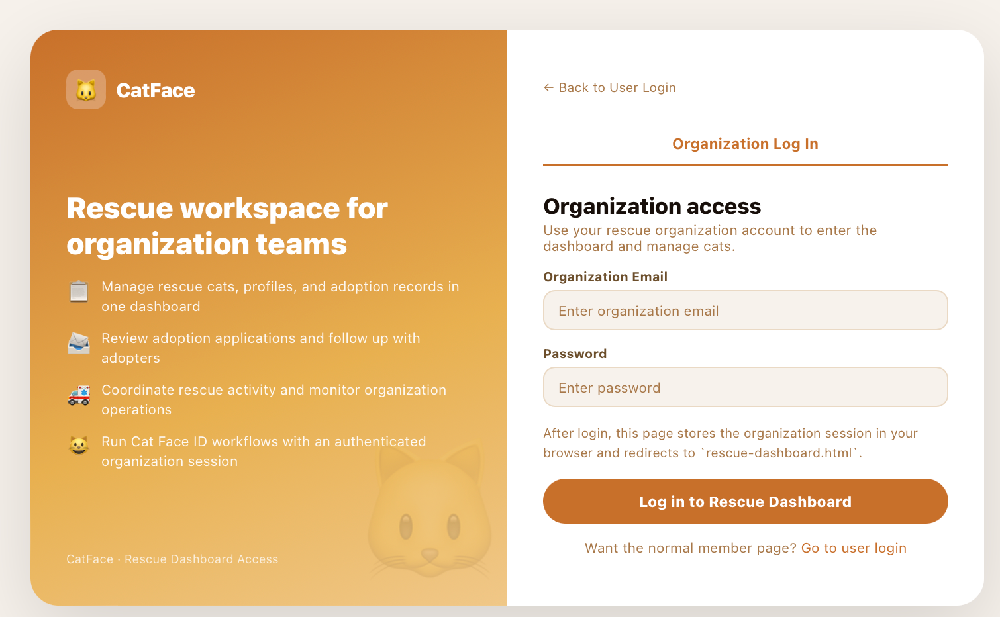 CatFace
Rescue workspace for
organization teams
Manage rescue cats, profiles, and adoption records in
one dashboard
Review adoption applications and follow up with
adopters
Coordinate rescue activity and monitor organization
operations
Run Cat Face ID workflows with an authenticated
organization session
CatFace · Rescue Dashboard Access
← Back to User Login
Organization Log In
Organization access
Use your rescue organization account to enter the
dashboard and manage cats.
Organization Email
Enter organization email
Password
Enter password
After login, this page stores the organization session in your
browser and redirects to `rescue-dashboard.html`.
Log in to Rescue Dashboard
Want the normal member page? Go to user login